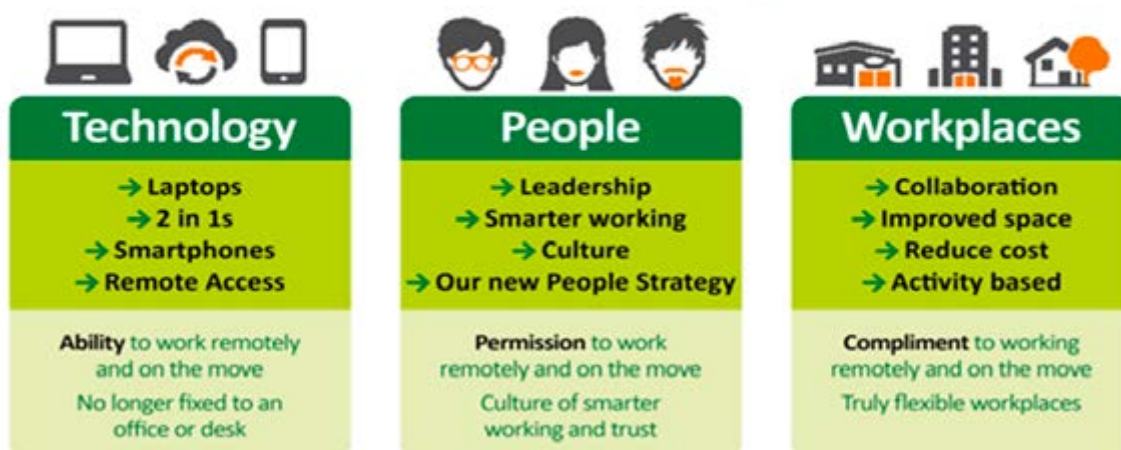 Technology
→ Laptops
→ 2 in 1s
→ Smartphones
→ Remote Access
Ability to work remotely
and on the move
No longer fixed to an
office or desk
People
→ Leadership
→ Smarter working
→ Culture
→ Our new People Strategy
Permission to work
remotely and on the move
Culture of smarter
working and trust
Workplaces
→ Collaboration
→ Improved space
→ Reduce cost
→ Activity based
Compliment to working
remotely and on the move
Truly flexible workplaces